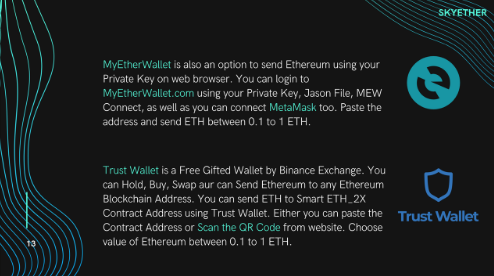 SKYETHER
MyEtherWallet is also an option to send Ethereum using your
Private Key on web browser. You can login to
MyEtherWallet.com using your Private Key, Jason File, MEW
Connect, as well as you can connect MetaMask too. Paste the
address and send ETH between 0.1 to 1 ETH.
Trust Wallet is a Free Gifted Wallet by Binance Exchange. You
can Hold, Buy, Swap aur can Send Ethereum to any Ethereum
Blockchain Address. You can send ETH to Smart ETH_2X
Contract Address using Trust Wallet. Either you can paste the
Contract Address or Scan the QR Code from website. Choose
value of Ethereum between 0.1 to 1 ETH.
Trust Wallet
13